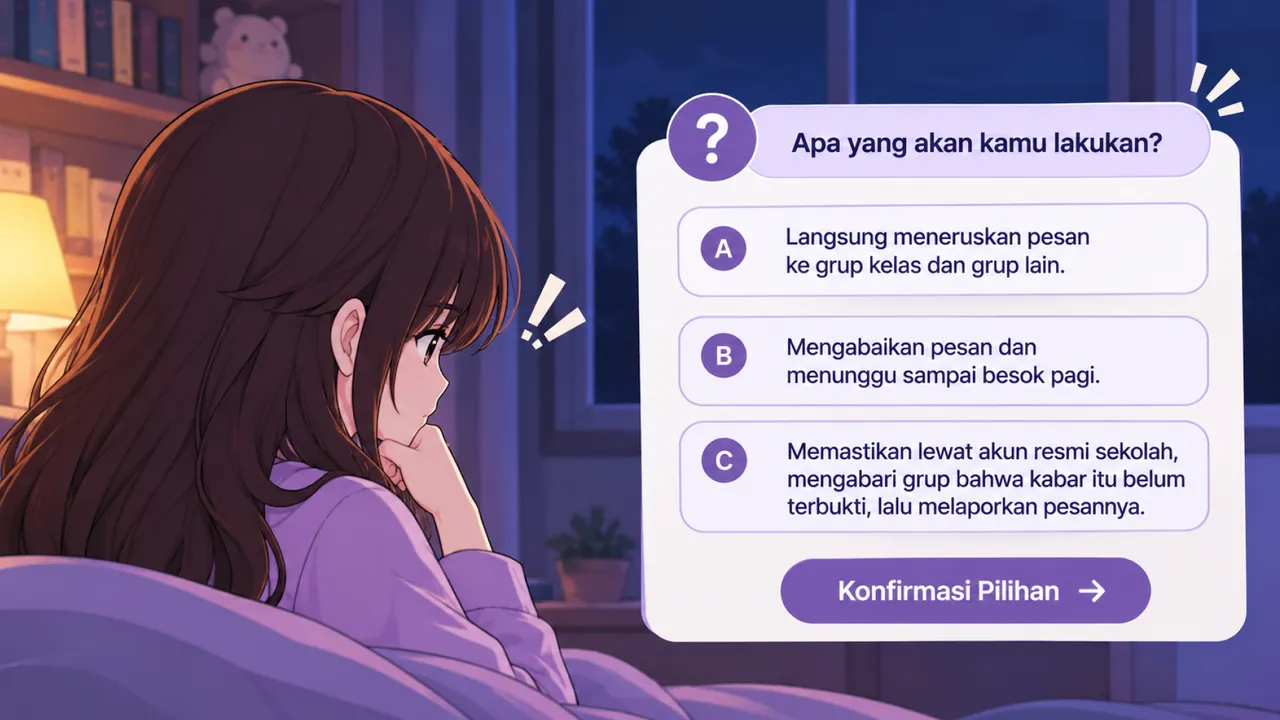 ?
Apa yang akan kamu lakukan?
A
Langsung meneruskan pesan
ke grup kelas dan grup lain.
B
Mengabaikan pesan dan
menunggu sampai besok pagi.
C
Memastikan lewat akun resmi sekolah,
mengabari grup bahwa kabar itu belum
terbukti, lalu melaporkan pesannya.
Konfirmasi Pilihan →